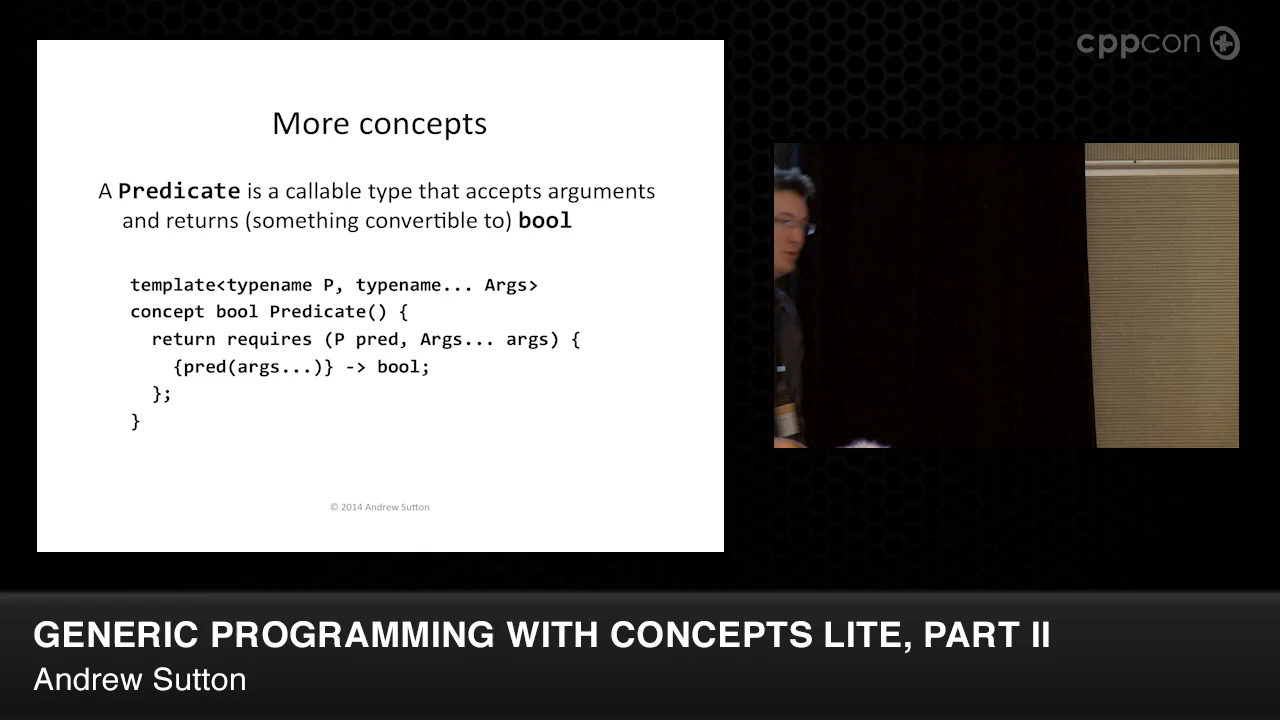 cppcon
More concepts
A Predicate is a callable type that accepts arguments
and returns (something convertible to) bool
template<typename P, typename... Args>
concept bool Predicate() {
return requires (P pred, Args... args) {
{pred(args...)} -> bool;
};
}
© 2014 Andrew Sutton
GENERIC PROGRAMMING WITH CONCEPTS LITE, PART II
Andrew Sutton